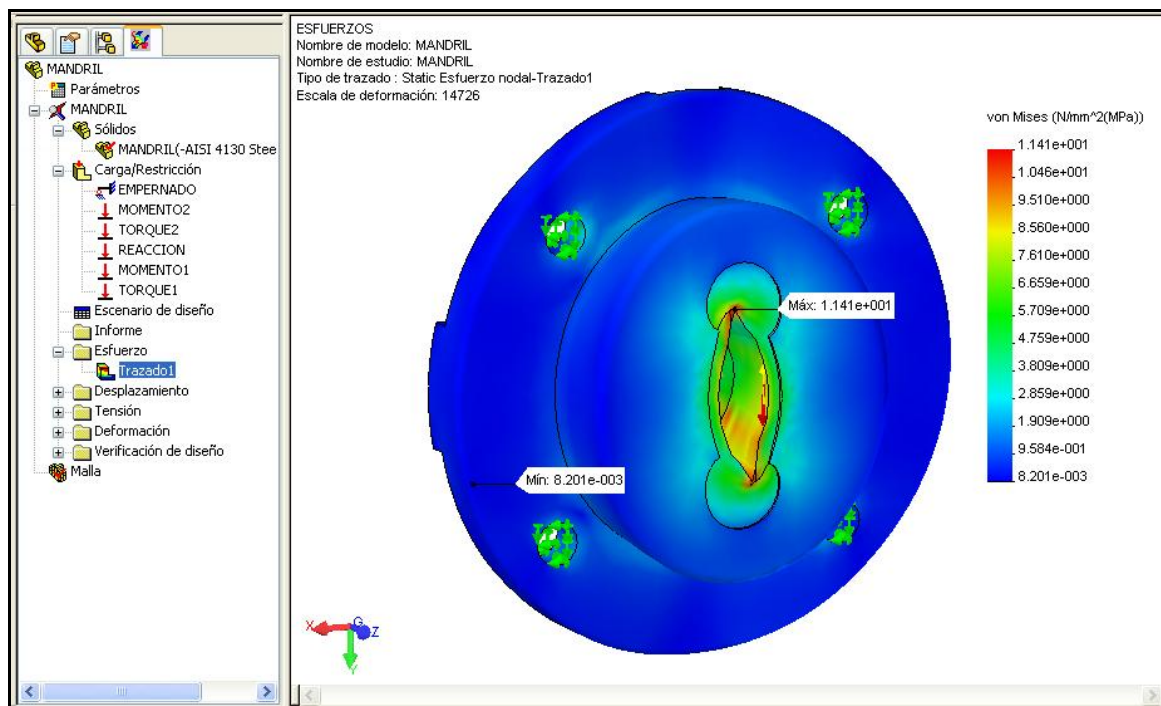 MANDRIL
Parámetros
MANDRIL
Sólidos
MANDRIL(-AISI 4130 Stee
Carga/Restricción
EMPERNADO
MOMENTO2
TORQUE2
REACCION
MOMENTO1
TORQUE1
Escenario de diseño
Informe
Esfuerzo
Trazado1
Desplazamiento
Tensión
Deformación
Verificación de diseño
Malla
ESFUERZOS
Nombre de modelo: MANDRIL
Nombre de estudio: MANDRIL
Tipo de trazado : Static Esfuerzo nodal-Trazado1
Escala de deformación: 14726
Máx: 1.141e+001
Mín: 8.201e-003
X
Z
Y
von Mises (N/mm^2(MPa))
1.141e+001
1.046e+001
9.510e+000
8.560e+000
7.610e+000
6.659e+000
5.709e+000
4.759e+000
3.809e+000
2.859e+000
1.909e+000
9.584e-001
8.201e-003